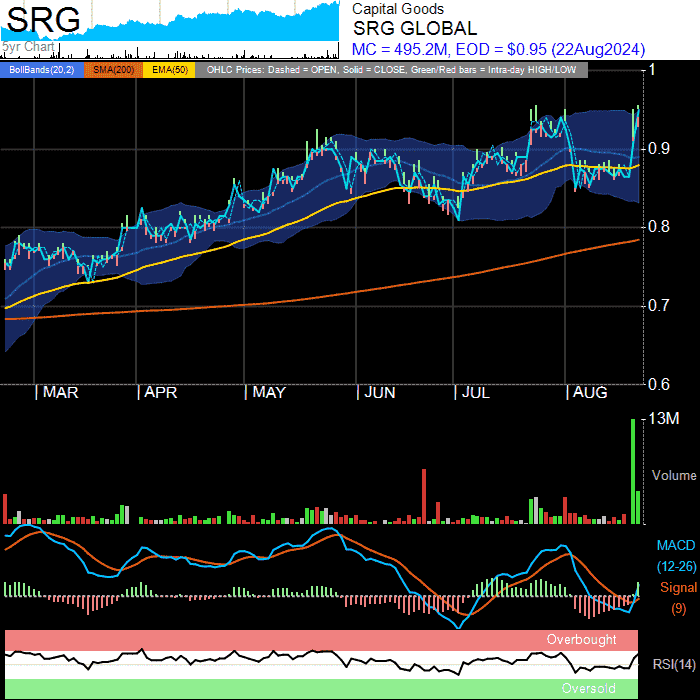 SRG
5yr Chart
Capital Goods
SRG GLOBAL
MC = 495.2M, EOD = $0.95 (22Aug2024)
BollBands(20,2) SMA(200) EMA(50) OHLC Prices: Dashed = OPEN, Solid = CLOSE, Green/Red bars = Intra-day HIGH/LOW
1
0.9
0.8
0.7
0.6
| MAR | APR | MAY | JUN | JUL | AUG
13M
Volume
MACD
(12-26)
Signal
(9)
Overbought
RSI(14)
Oversold